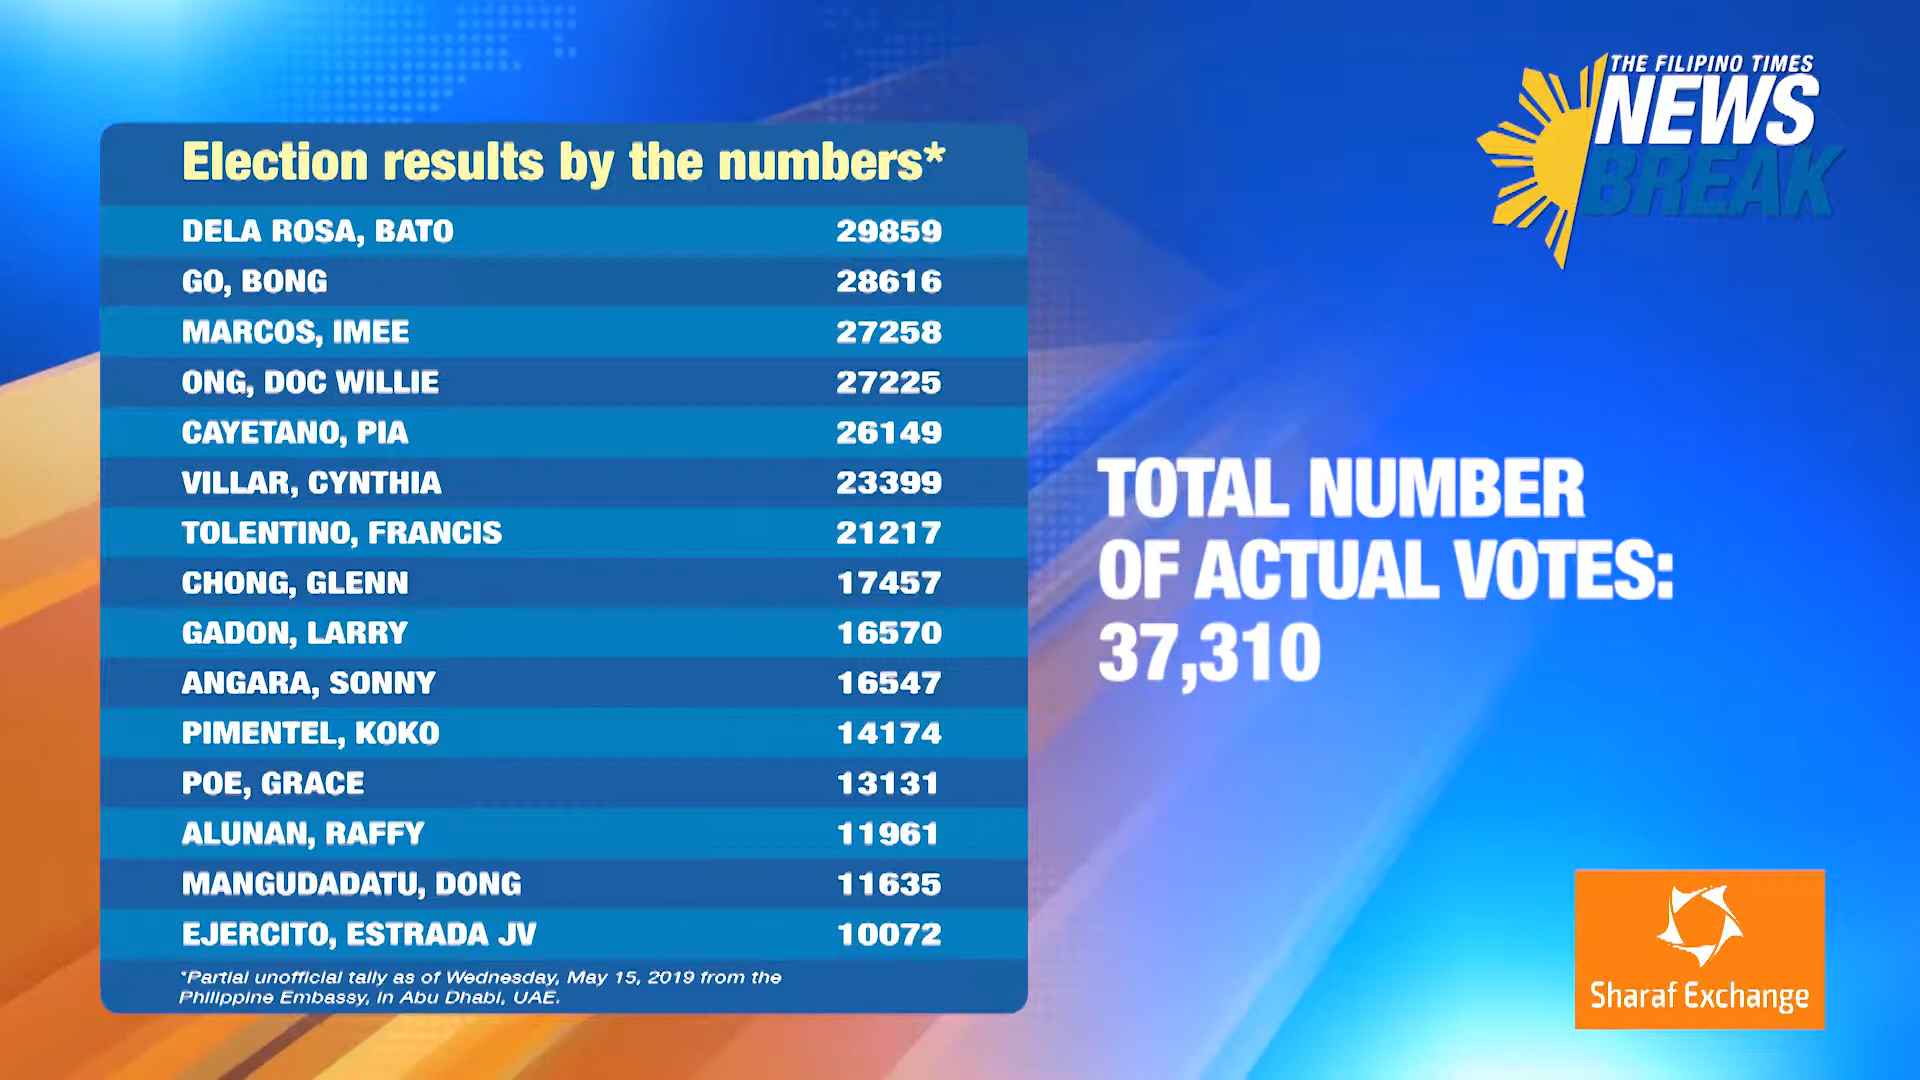 THE FILIPINO TIMES
NEWS
BREAK
Election results by the numbers*
DELA ROSA, BATO 29859
GO, BONG 28616
MARCOS, IMEE 27258
ONG, DOC WILLIE 27225
CAYETANO, PIA 26149
VILLAR, CYNTHIA 23399
TOLENTINO, FRANCIS 21217
CHONG, GLENN 17457
GADON, LARRY 16570
ANGARA, SONNY 16547
PIMENTEL, KOKO 14174
POE, GRACE 13131
ALUNAN, RAFFY 11961
MANGUDADATU, DONG 11635
EJERCITO, ESTRADA JV 10072
*Partial unofficial tally as of Wednesday, May 15, 2019 from the
Philippine Embassy, in Abu Dhabi, UAE.
TOTAL NUMBER
OF ACTUAL VOTES:
37,310
Sharaf Exchange